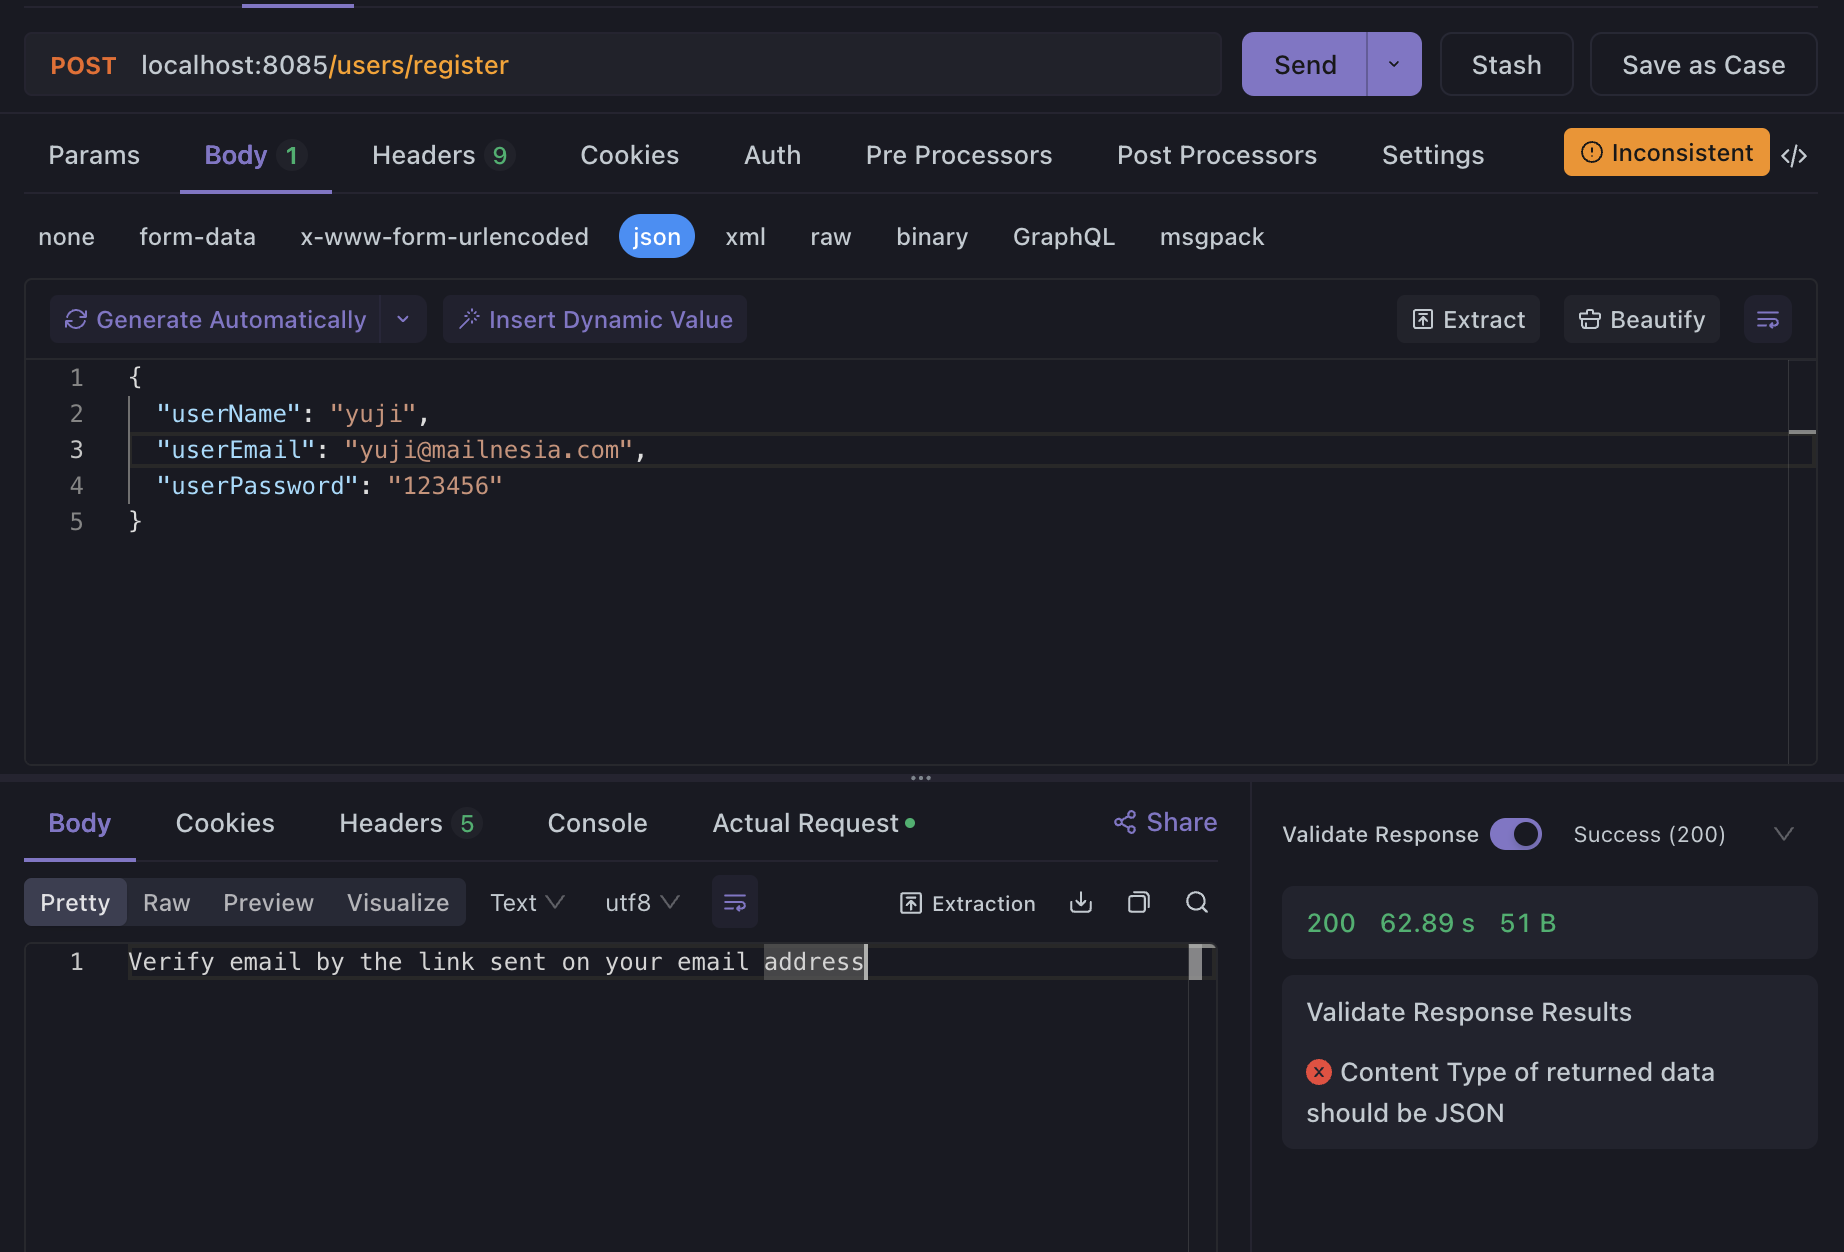 POST localhost:8085/users/register Send Stash Save as Case
Params Body 1 Headers 9 Cookies Auth Pre Processors Post Processors Settings Inconsistent </>
none form-data x-www-form-urlencoded json xml raw binary GraphQL msgpack
Generate Automatically Insert Dynamic Value Extract Beautify
1 {
2 "userName": "yuji",
3 "userEmail": "yuji@mailnesia.com",
4 "userPassword": "123456"
5 }
Body Cookies Headers 5 Console Actual Request Share
Pretty Raw Preview Visualize Text utf8 Extraction
1 Verify email by the link sent on your email address
Validate Response Success (200)
200 62.89 s 51 B
Validate Response Results
Content Type of returned data
should be JSON